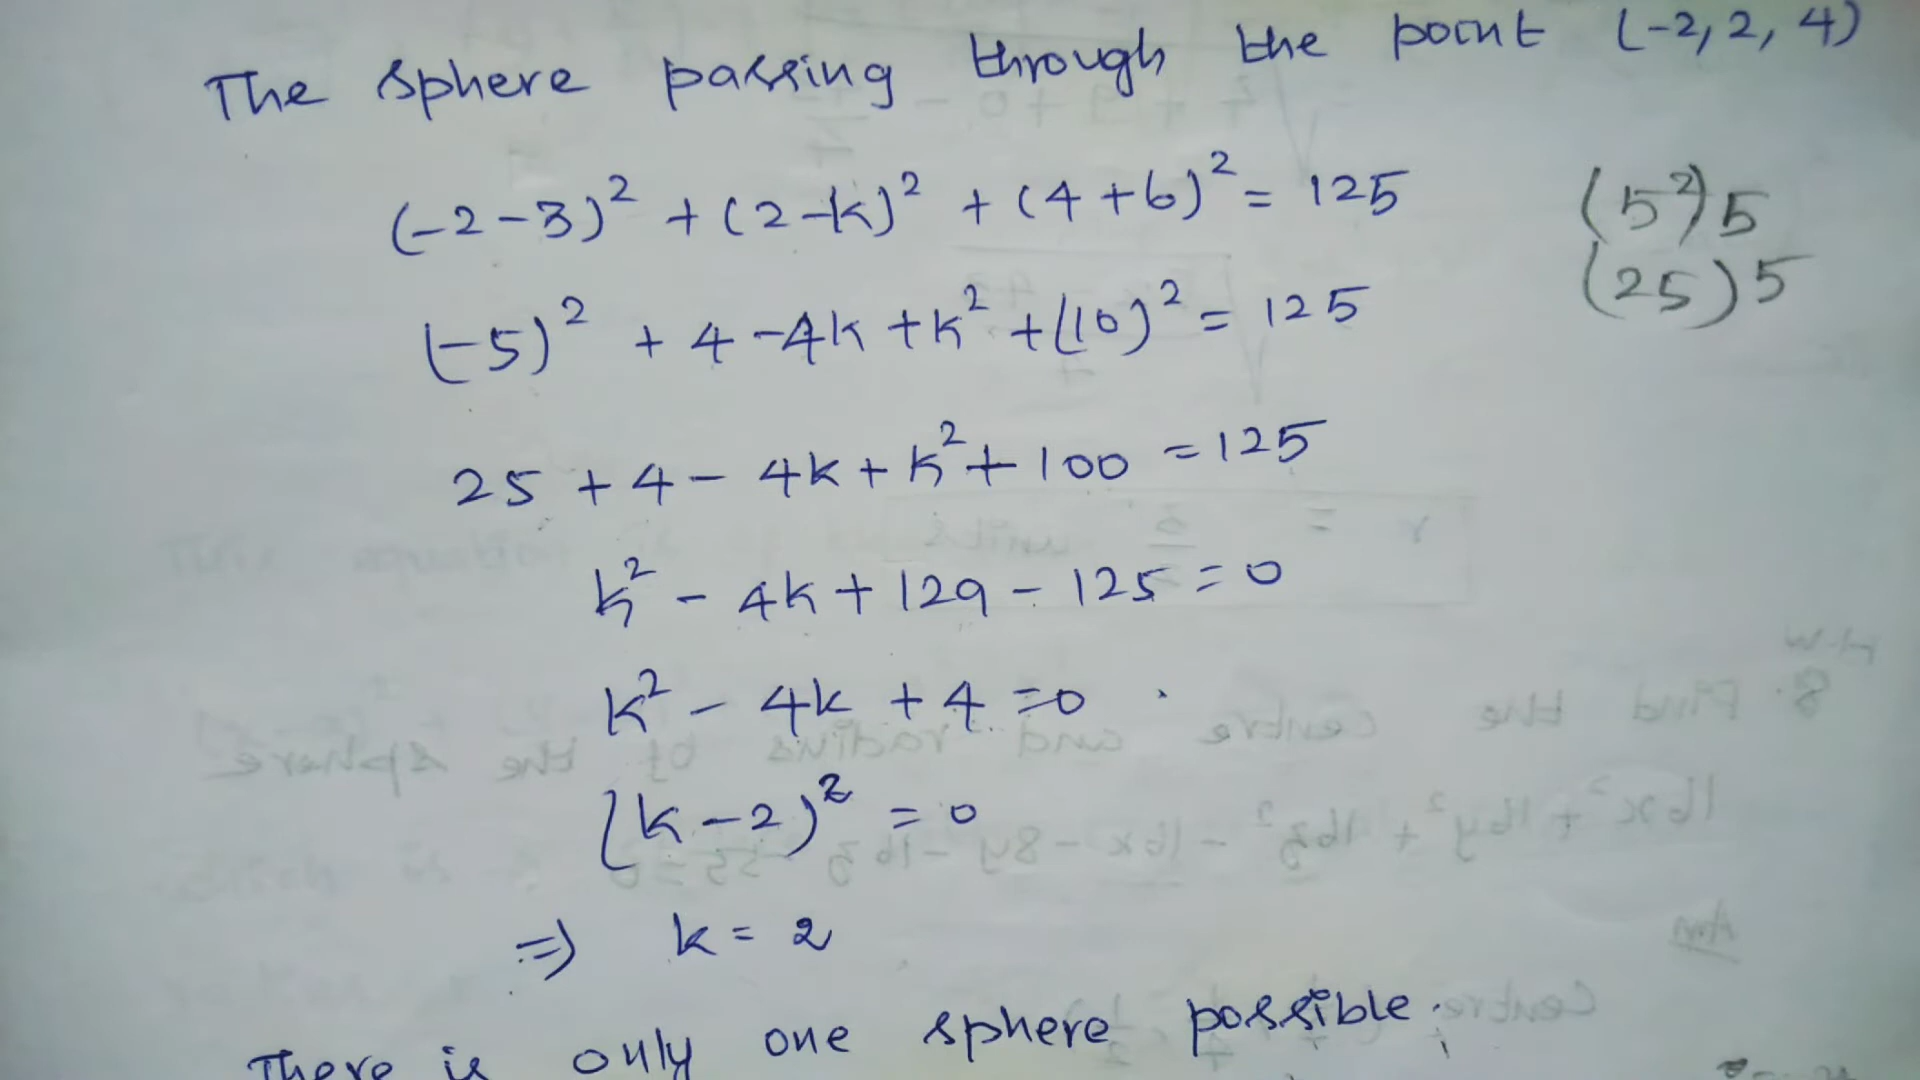 The sphere passing through the point (-2, 2, 4)
(-2-3)² + (2-k)² + (4+6)² = 125
(5²)5
(25)5
(-5)² + 4 - 4k + k² + (10)² = 125
25 + 4 - 4k + k² + 100 = 125
k² - 4k + 129 - 125 = 0
k² - 4k + 4 = 0
(k-2)² = 0
⇒ k = 2
There is only one sphere possible.